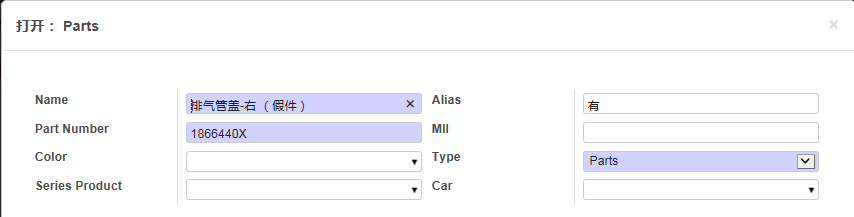 打开： Parts ×
Name 排气管盖-右 （ 假件 ） × Alias 有
Part Number 1866440X MII
Color Type Parts
Series Product Car